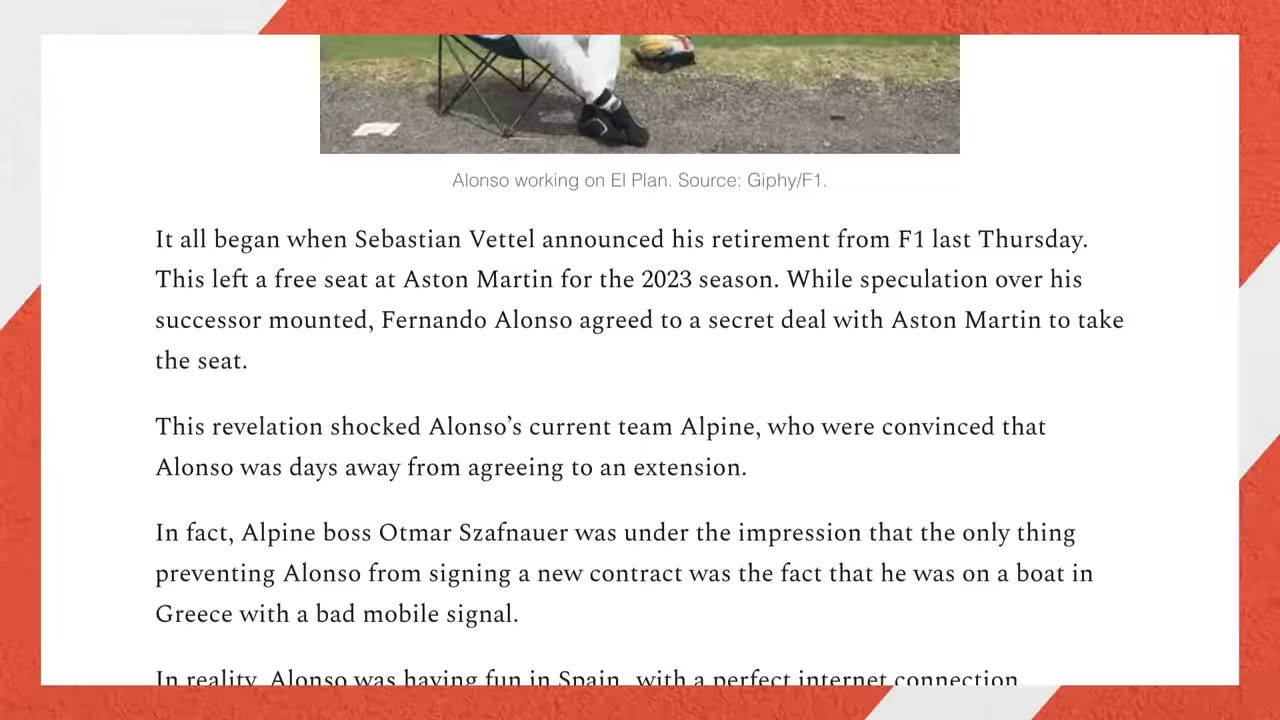 Alonso working on El Plan. Source: Giphy/F1.
It all began when Sebastian Vettel announced his retirement from F1 last Thursday.
This left a free seat at Aston Martin for the 2023 season. While speculation over his
successor mounted, Fernando Alonso agreed to a secret deal with Aston Martin to take
the seat.
This revelation shocked Alonso’s current team Alpine, who were convinced that
Alonso was days away from agreeing to an extension.
In fact, Alpine boss Otmar Szafnauer was under the impression that the only thing
preventing Alonso from signing a new contract was the fact that he was on a boat in
Greece with a bad mobile signal.
In reality, Alonso was having fun in Spain, with a perfect internet connection